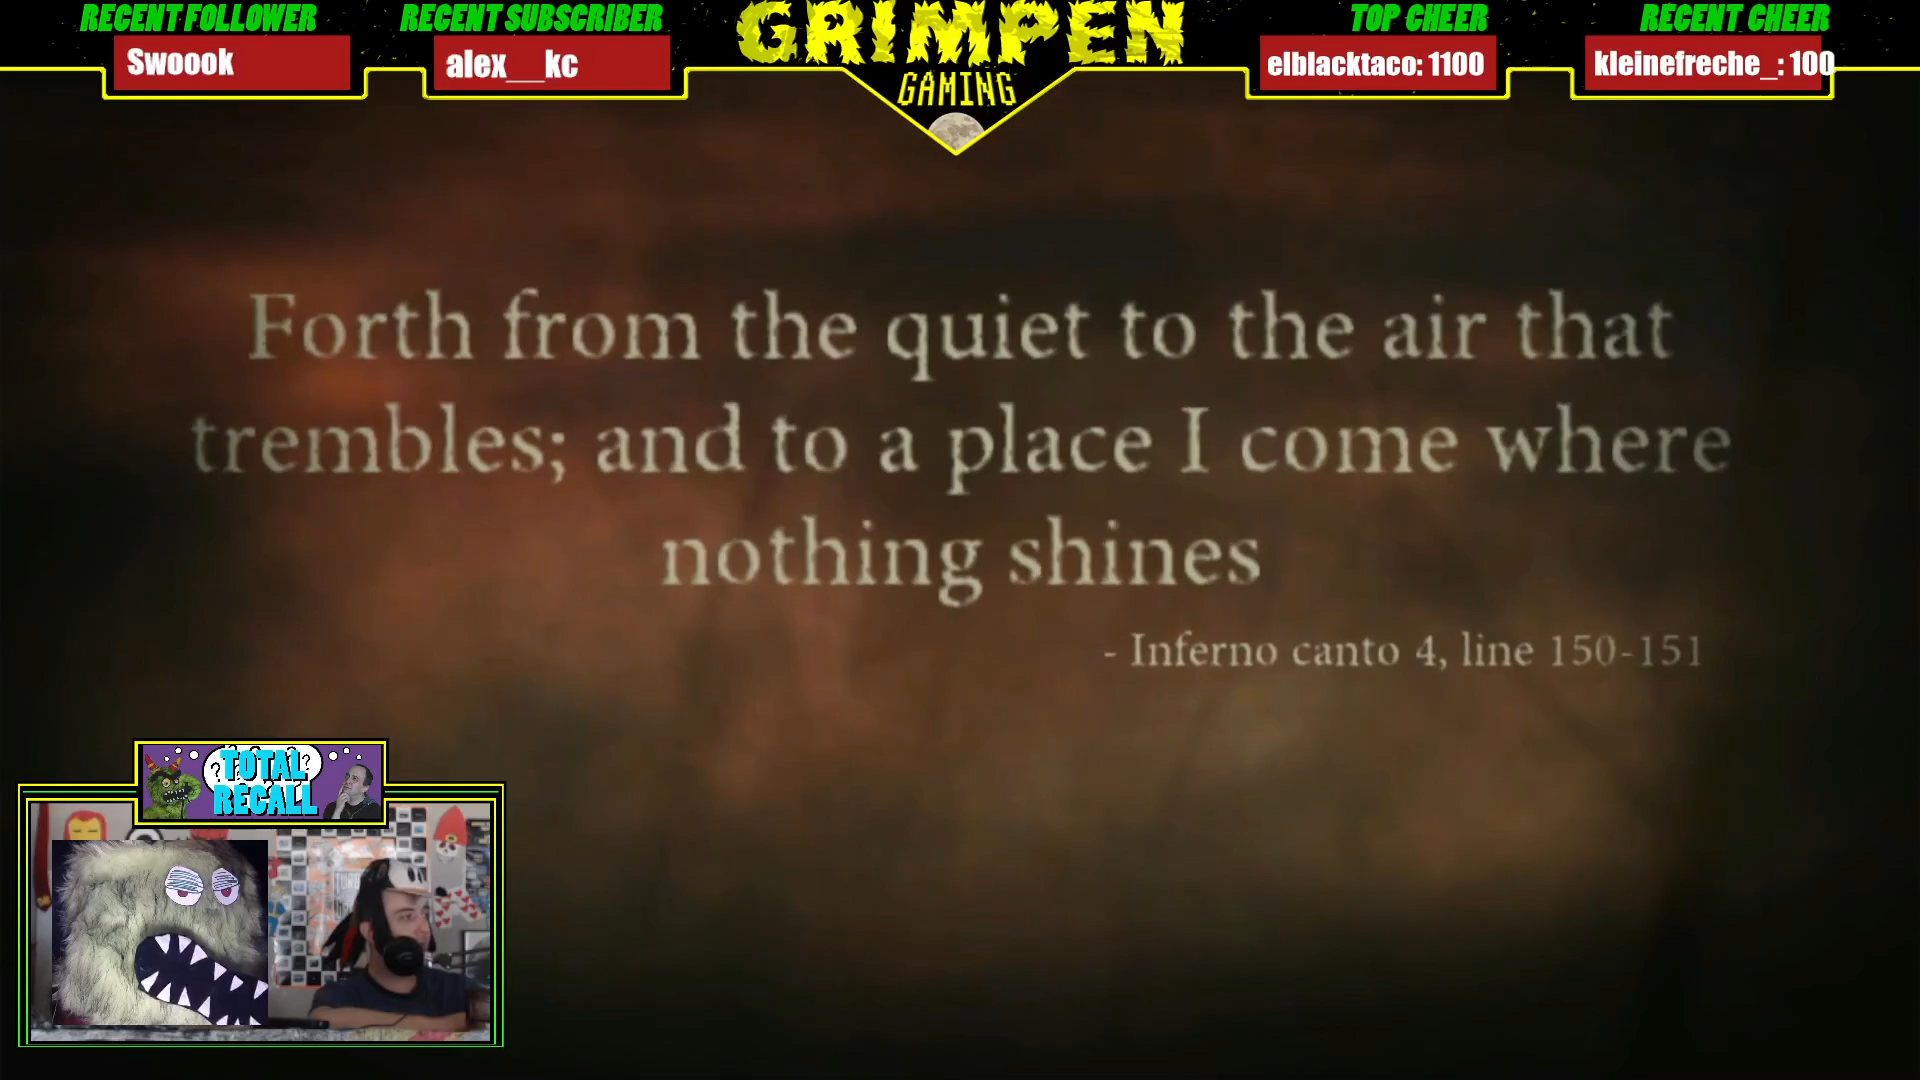 RECENT FOLLOWER
Swoook
RECENT SUBSCRIBER
alex__kc
GRIMPEN
GAMING
TOP CHEER
elblacktaco: 1100
RECENT CHEER
kleinefreche_: 100
Forth from the quiet to the air that
trembles; and to a place I come where
nothing shines
- Inferno canto 4, line 150-151
TOTAL
RECALL